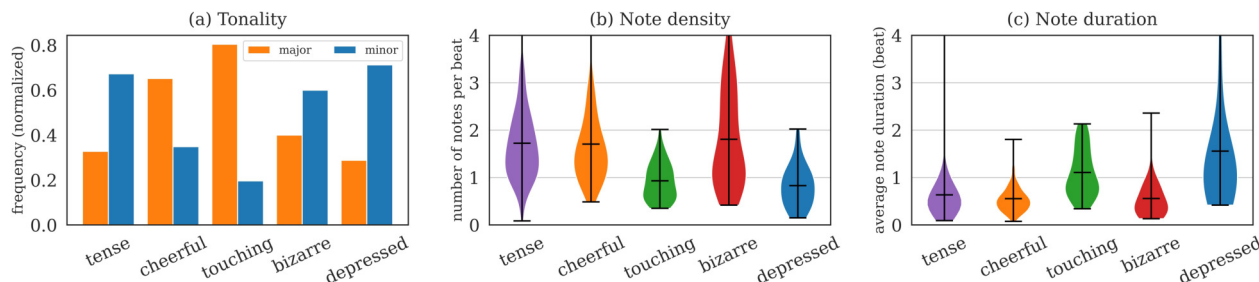 (a) Tonality
frequency (normalized)
0.8
0.6
0.4
0.2
0.0
major
minor
tense
cheerful
touching
bizarre
depressed
(b) Note density
number of notes per beat
4
3
2
1
0
tense
cheerful
touching
bizarre
depressed
(c) Note duration
average note duration (beat)
4
3
2
1
0
tense
cheerful
touching
bizarre
depressed